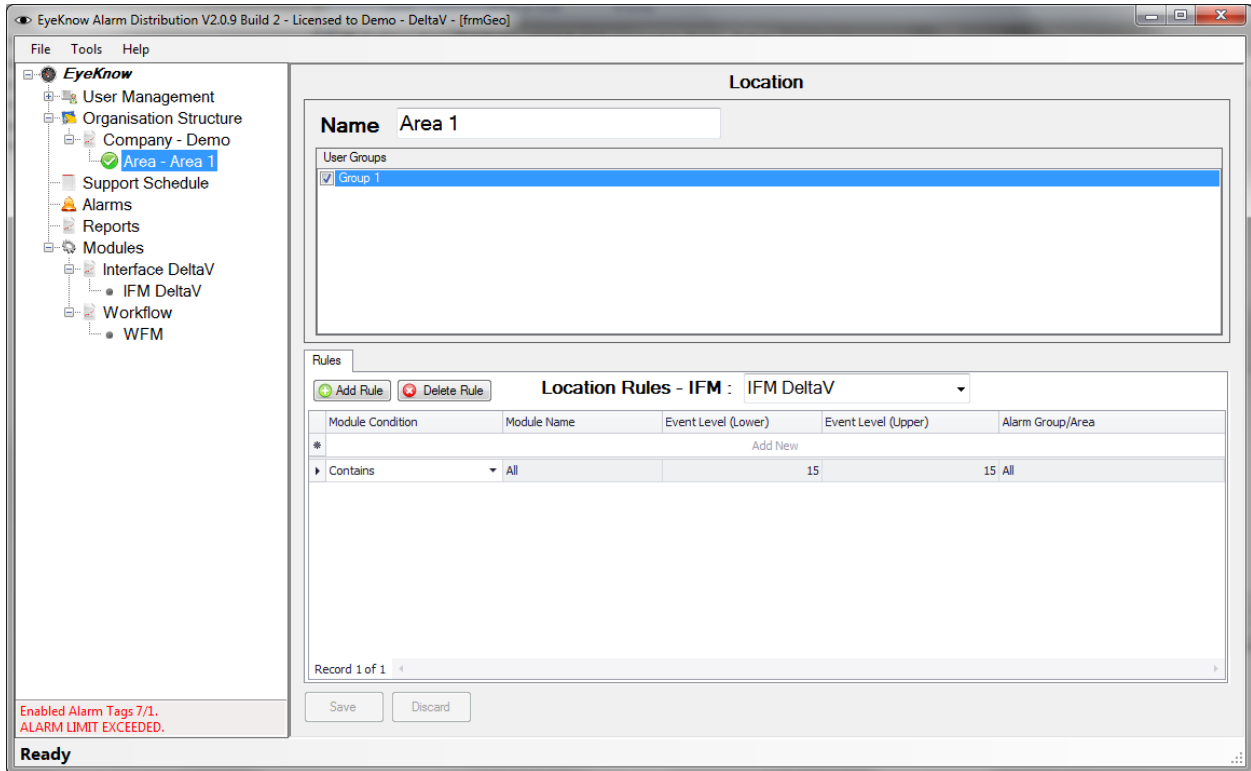 EyeKnow Alarm Distribution V2.0.9 Build 2 - Licensed to Demo - DeltaV - [frmGeo]
File Tools Help
EyeKnow
User Management
Organisation Structure
Company - Demo
Area - Area 1
Support Schedule
Alarms
Reports
Modules
Interface DeltaV
IFM DeltaV
Workflow
WFM
Enabled Alarm Tags 7/1.
ALARM LIMIT EXCEEDED.
Location
Name Area 1
User Groups
Group 1
Rules
Add Rule Delete Rule Location Rules - IFM : IFM DeltaV
Module Condition Module Name Event Level (Lower) Event Level (Upper) Alarm Group/Area
Add New
Contains All 15 15 All
Record 1 of 1
Save Discard
Ready